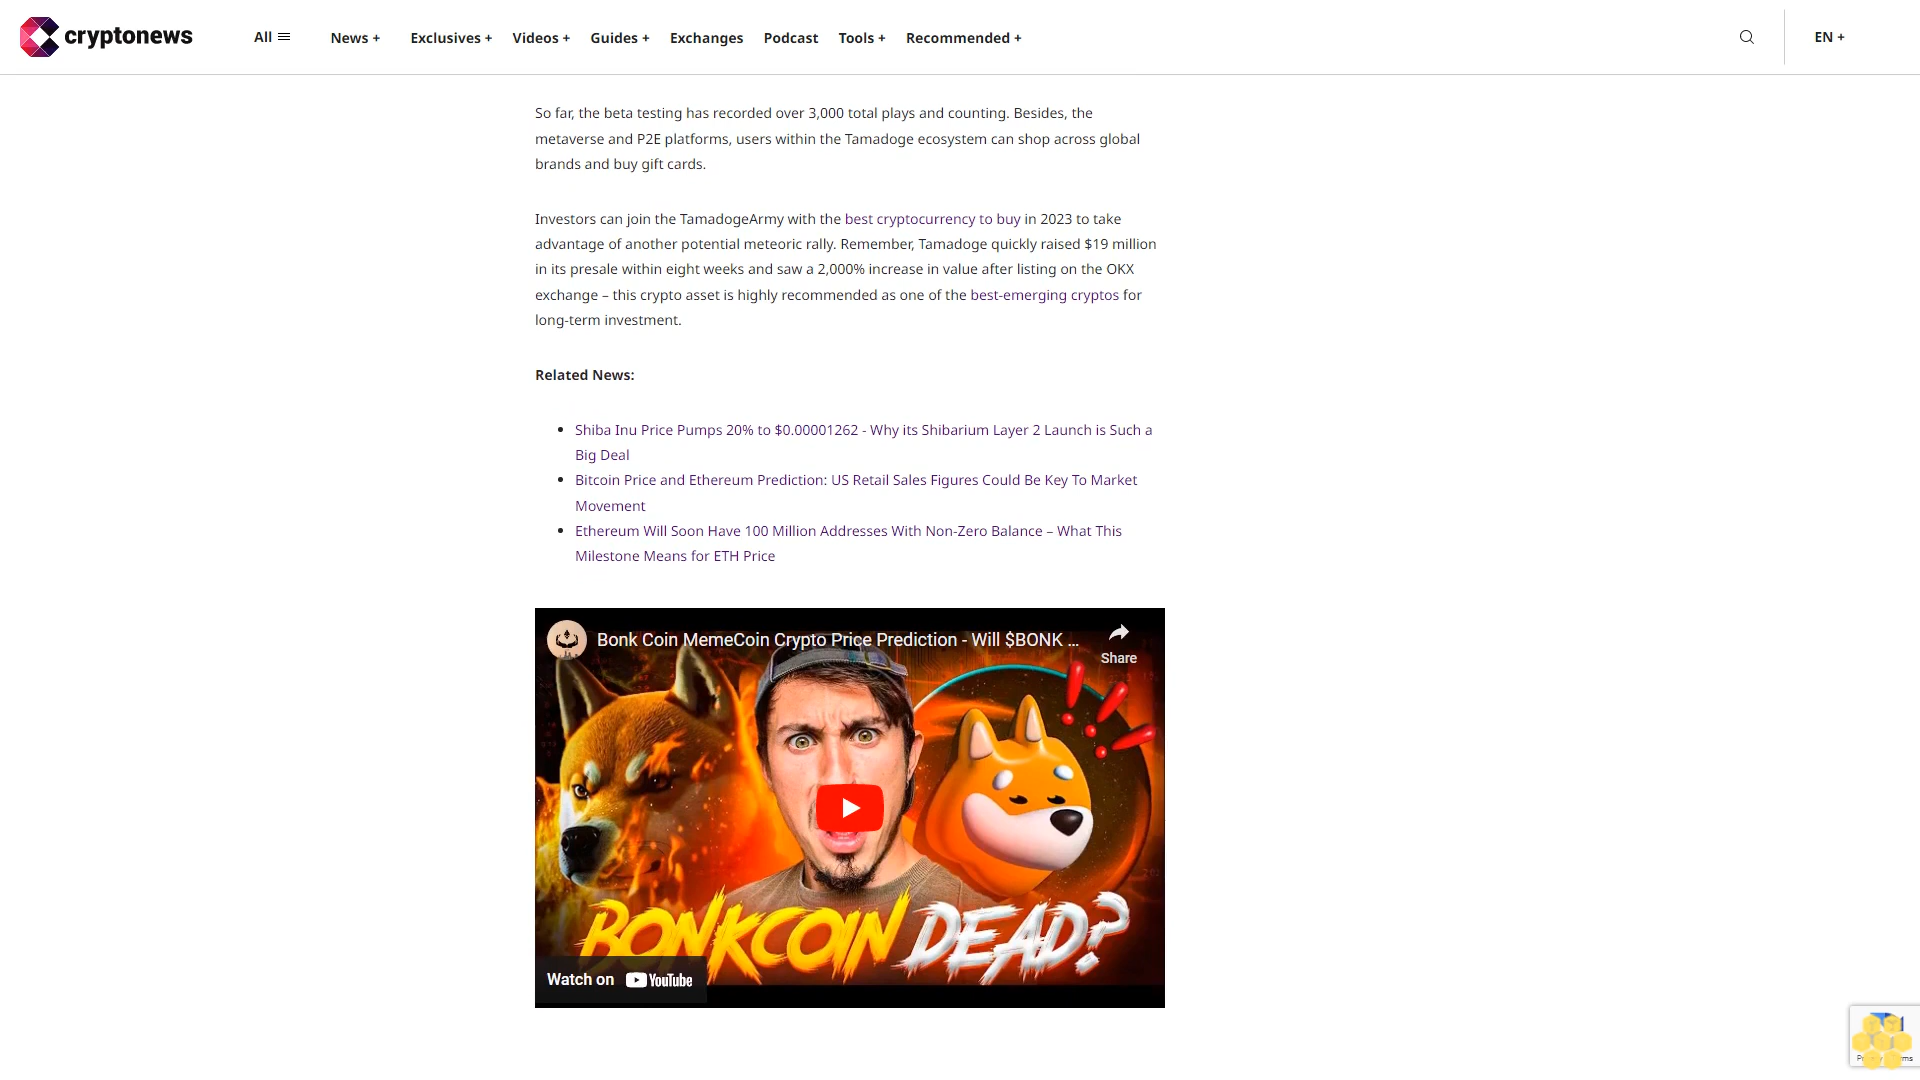 cryptonews
All
News +
Exclusives +
Videos +
Guides +
Exchanges
Podcast
Tools +
Recommended +
EN +
So far, the beta testing has recorded over 3,000 total plays and counting. Besides, the
metaverse and P2E platforms, users within the Tamadoge ecosystem can shop across global
brands and buy gift cards.
Investors can join the TamadogeArmy with the best cryptocurrency to buy in 2023 to take
advantage of another potential meteoric rally. Remember, Tamadoge quickly raised $19 million
in its presale within eight weeks and saw a 2,000% increase in value after listing on the OKX
exchange – this crypto asset is highly recommended as one of the best-emerging cryptos for
long-term investment.
Related News:
Shiba Inu Price Pumps 20% to $0.00001262 - Why its Shibarium Layer 2 Launch is Such a
Big Deal
Bitcoin Price and Ethereum Prediction: US Retail Sales Figures Could Be Key To Market
Movement
Ethereum Will Soon Have 100 Million Addresses With Non-Zero Balance – What This
Milestone Means for ETH Price
Bonk Coin MemeCoin Crypto Price Prediction - Will $BONK ...
Share
BONKCOIN DEAD?
Watch on YouTube